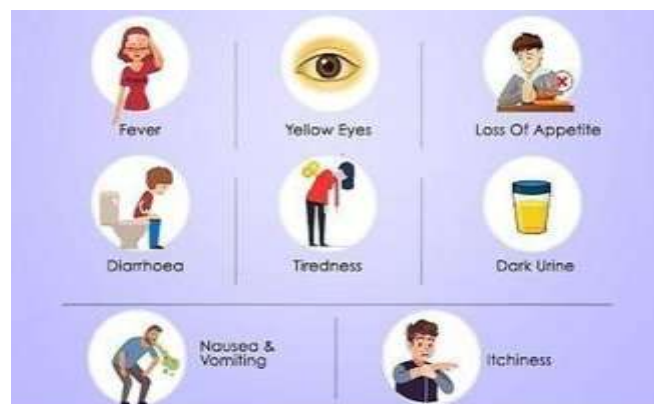 Fever
Yellow Eyes
Loss Of Appetite
Diarrhoea
Tiredness
Dark Urine
Nausea &
Vomiting
Itchiness